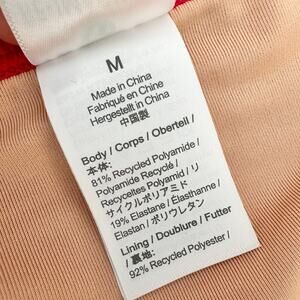 M
Made in China
Fabriqué en Chine
Hergestellt in China
中国製
Body / Corps / Oberteil /
本体:
81% Recycled Polyamide /
Polyamide Recyclé /
Recyceltes Polyamid / リ
サイクルポリアミド
19% Elastane / Élasthanne /
Elastan / ポリウレタン
Lining / Doublure / Futter
/ 裏地:
92% Recycled Polyester /